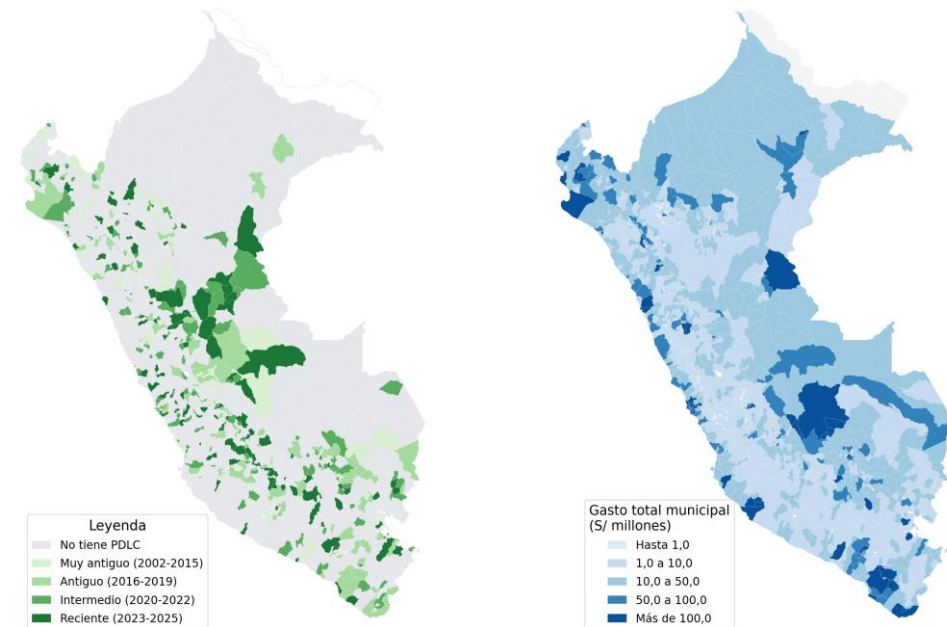 Leyenda
No tiene PDLC
Muy antiguo (2002-2015)
Antiguo (2016-2019)
Intermedio (2020-2022)
Reciente (2023-2025)
Gasto total municipal
(S/ millones)
Hasta 1,0
1,0 a 10,0
10,0 a 50,0
50,0 a 100,0
Más de 100,0